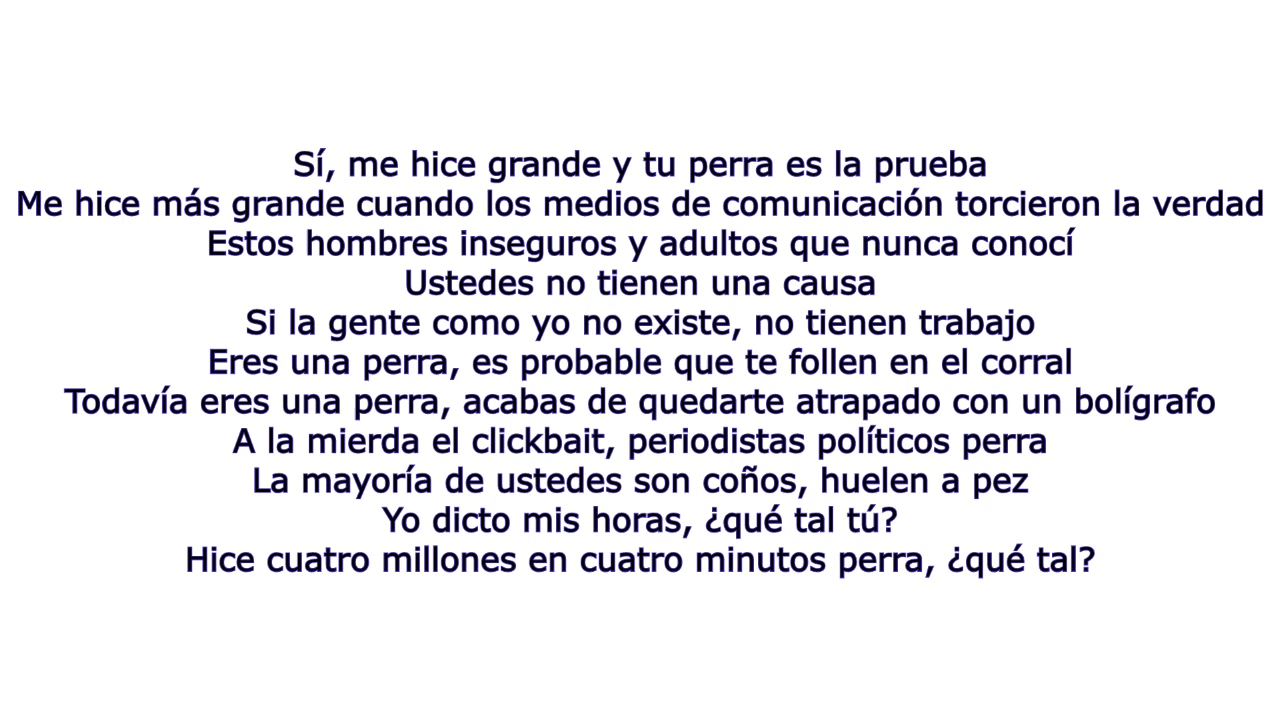 Sí, me hice grande y tu perra es la prueba
Me hice más grande cuando los medios de comunicación torcieron la verdad
Estos hombres inseguros y adultos que nunca conocí
Ustedes no tienen una causa
Si la gente como yo no existe, no tienen trabajo
Eres una perra, es probable que te follen en el corral
Todavía eres una perra, acabas de quedarte atrapado con un bolígrafo
A la mierda el clickbait, periodistas políticos perra
La mayoría de ustedes son coños, huelen a pez
Yo dicto mis horas, ¿qué tal tú?
Hice cuatro millones en cuatro minutos perra, ¿qué tal?